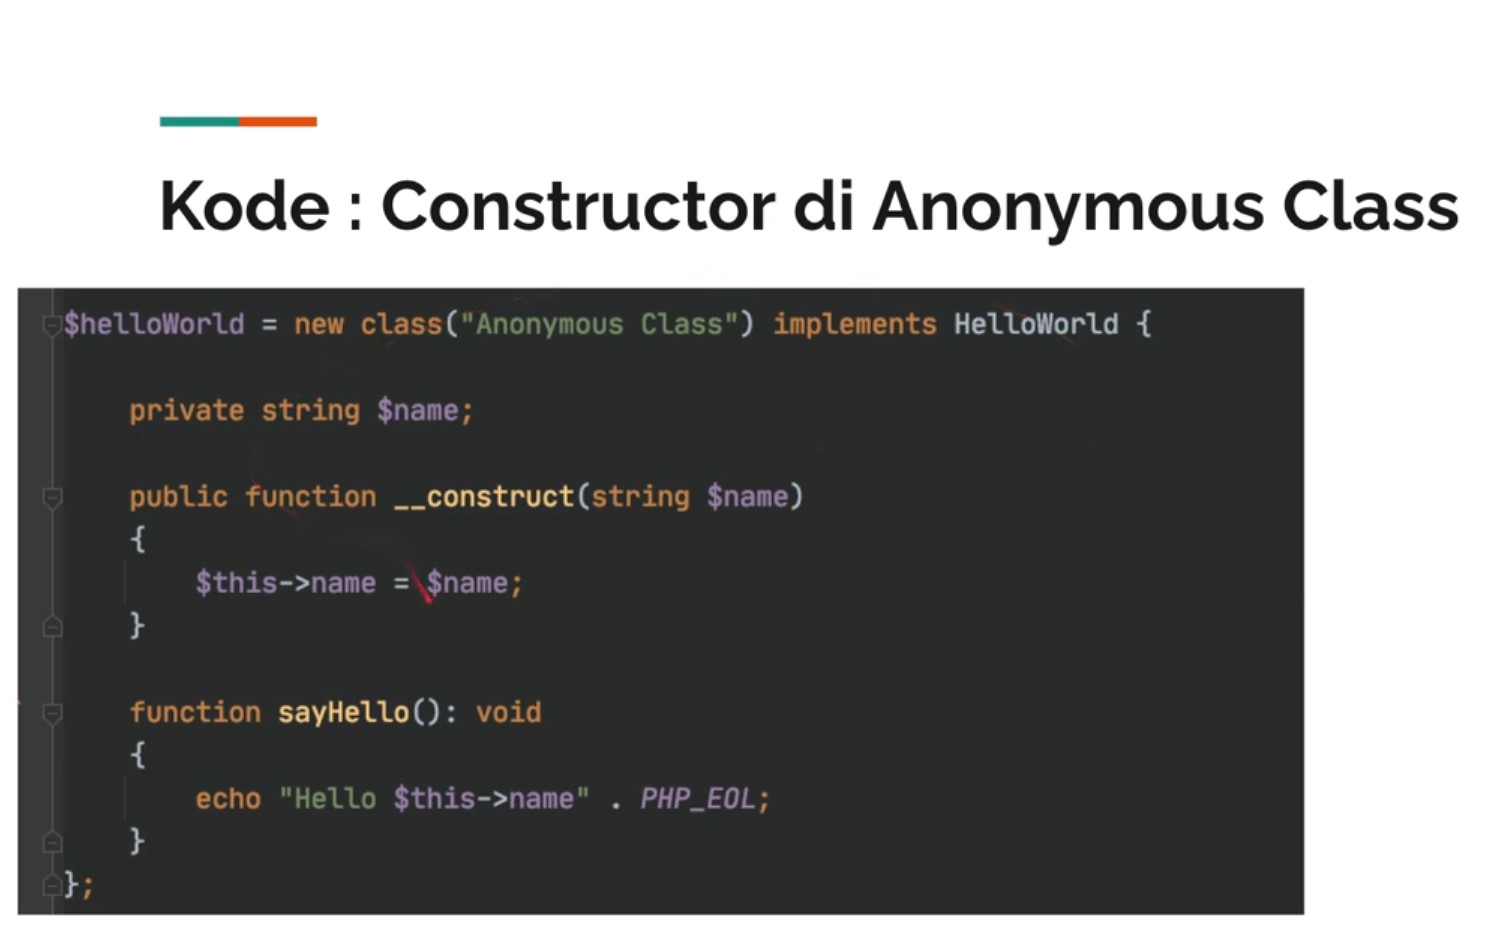 Kode : Constructor di Anonymous Class
$helloWorld = new class("Anonymous Class") implements HelloWorld {
private string $name;
public function __construct(string $name)
{
$this->name = $name;
}
function sayHello(): void
{
echo "Hello $this->name" . PHP_EOL;
}
};